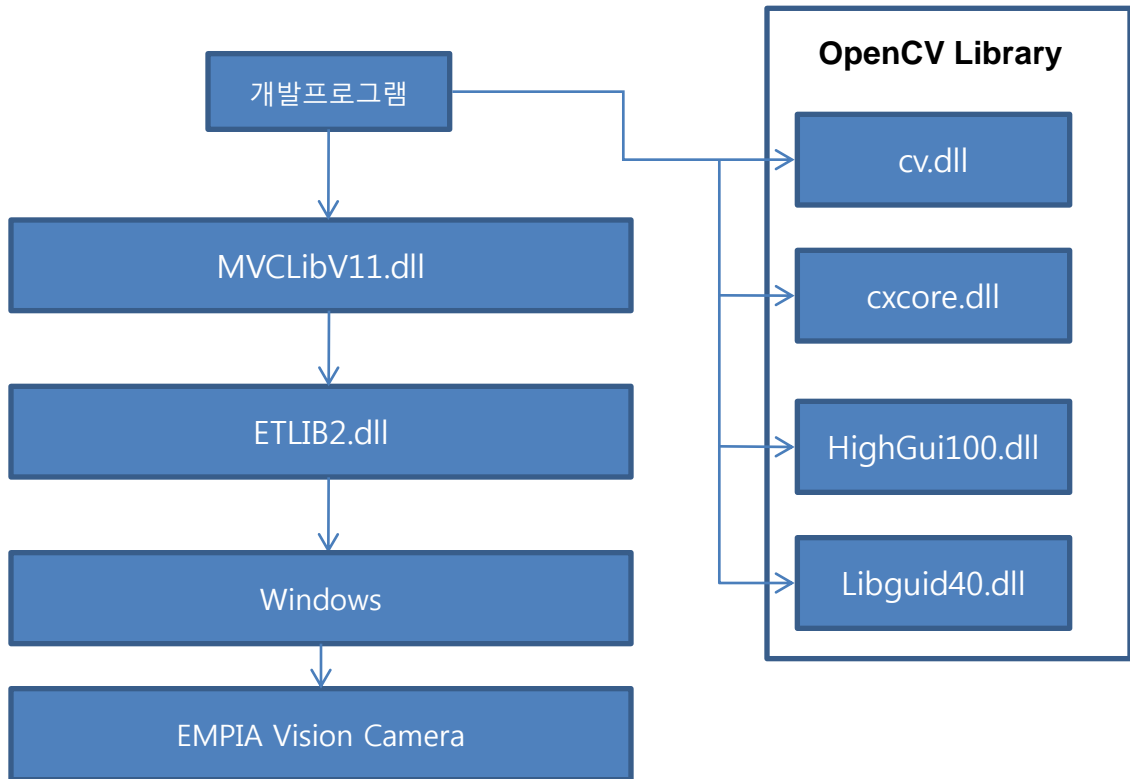 개발프로그램
MVCLibV11.dll
ETLIB2.dll
Windows
EMPIA Vision Camera
OpenCV Library
cv.dll
cxcore.dll
HighGui100.dll
Libguid40.dll